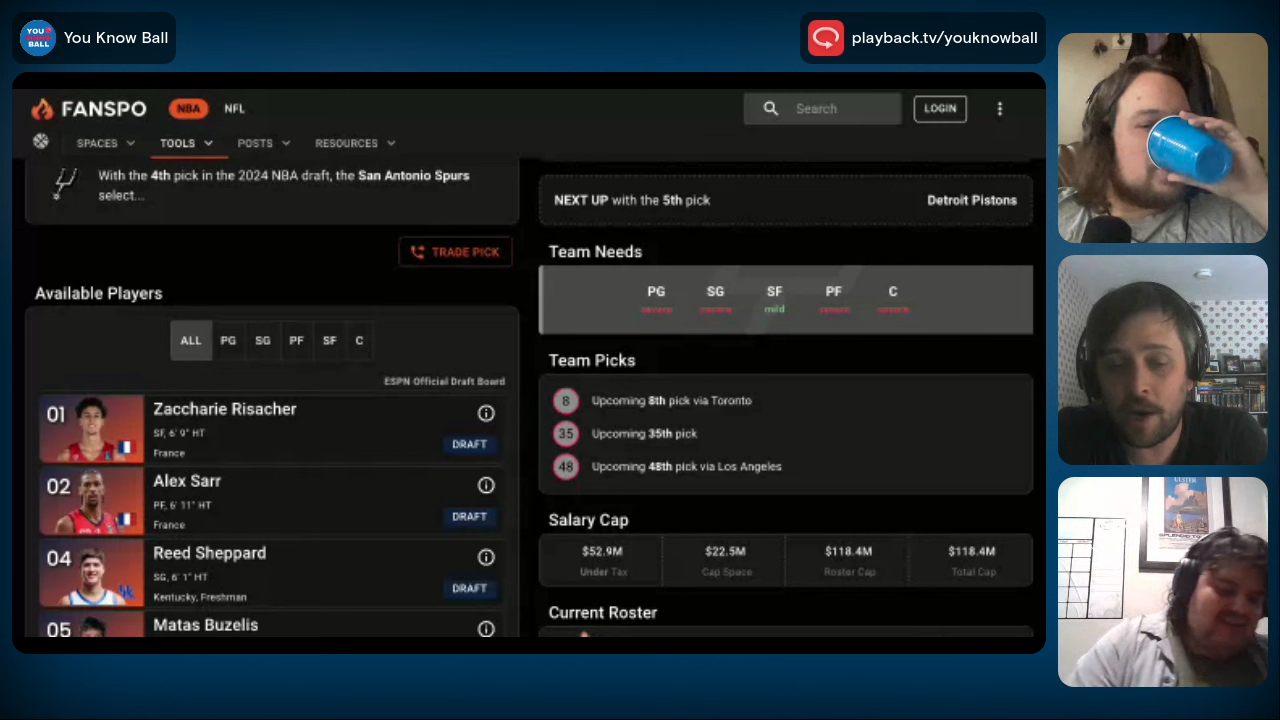 YOU KNOW BALL
You Know Ball
playback.tv/youknowball
FANSPO
NBA
NFL
Search
LOGIN
SPACES
TOOLS
POSTS
RESOURCES
With the 4th pick in the 2024 NBA draft, the San Antonio Spurs
select...
TRADE PICK
Available Players
ALL PG SG PF SF C
ESPN Official Draft Board
01
Zaccharie Risacher
SF, 6' 9" HT
France
DRAFT
02
Alex Sarr
PF, 6' 11" HT
France
DRAFT
04
Reed Sheppard
SG, 6' 1" HT
Kentucky, Freshman
DRAFT
05
Matas Buzelis
NEXT UP with the 5th pick
Detroit Pistons
Team Needs
PG SG SF PF C
mild
Team Picks
8 Upcoming 8th pick via Toronto
35 Upcoming 35th pick
48 Upcoming 48th pick via Los Angeles
Salary Cap
$52.9M $22.5M $118.4M $118.4M
Under Tax Cap Space Roster Cap Total Cap
Current Roster
ULSTER